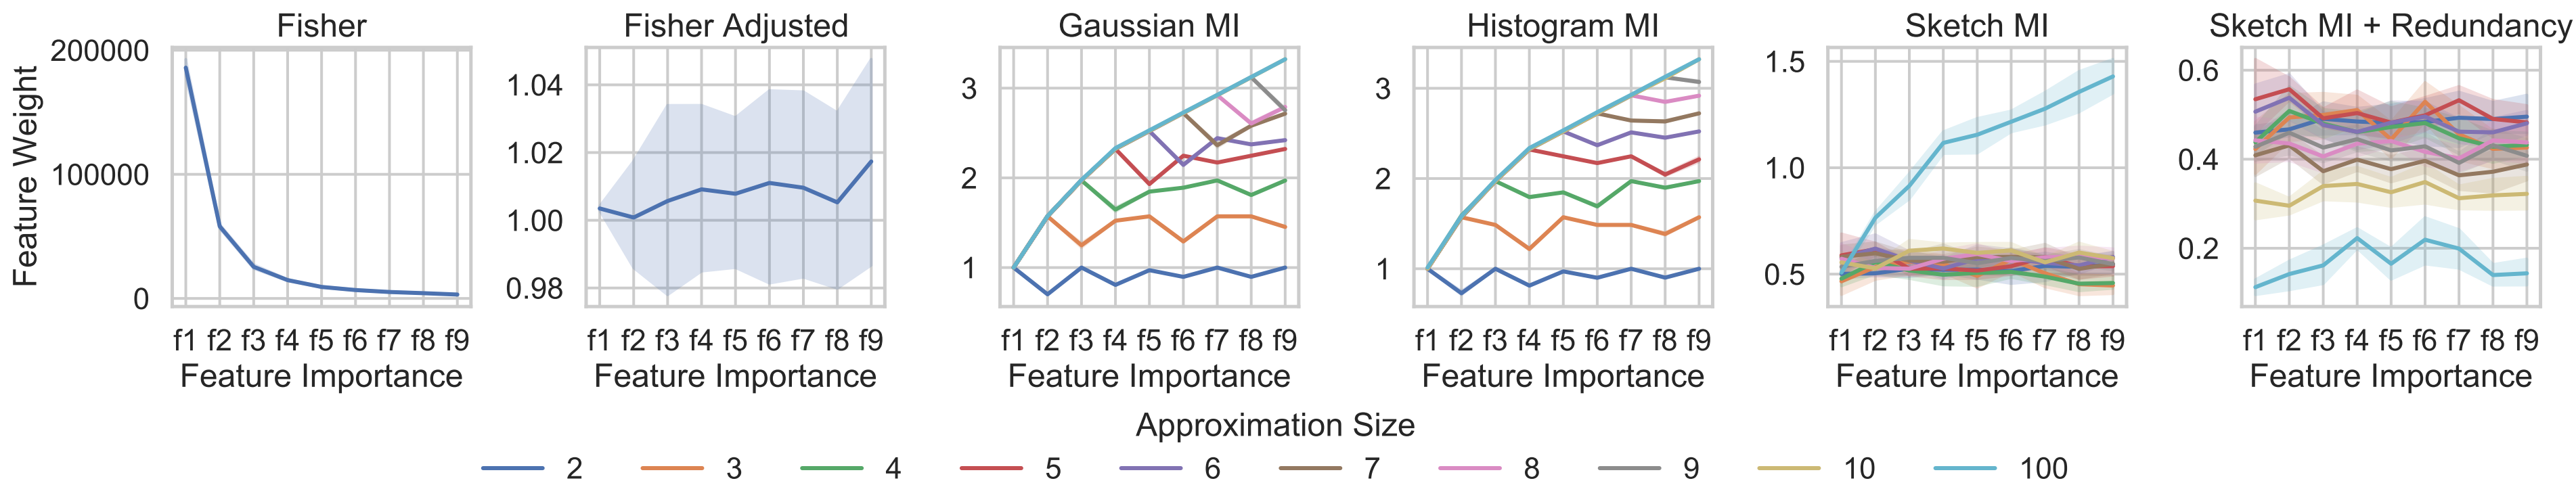 Fisher
Feature Weight
200000
100000
0
f1 f2 f3 f4 f5 f6 f7 f8 f9
Feature Importance
Fisher Adjusted
1.04
1.02
1.00
0.98
f1 f2 f3 f4 f5 f6 f7 f8 f9
Feature Importance
Gaussian MI
3
2
1
f1 f2 f3 f4 f5 f6 f7 f8 f9
Feature Importance
Histogram MI
3
2
1
f1 f2 f3 f4 f5 f6 f7 f8 f9
Feature Importance
Sketch MI
1.5
1.0
0.5
f1 f2 f3 f4 f5 f6 f7 f8 f9
Feature Importance
Sketch MI + Redundancy
0.6
0.4
0.2
f1 f2 f3 f4 f5 f6 f7 f8 f9
Feature Importance
Approximation Size
2 3 4 5 6 7 8 9 10 100